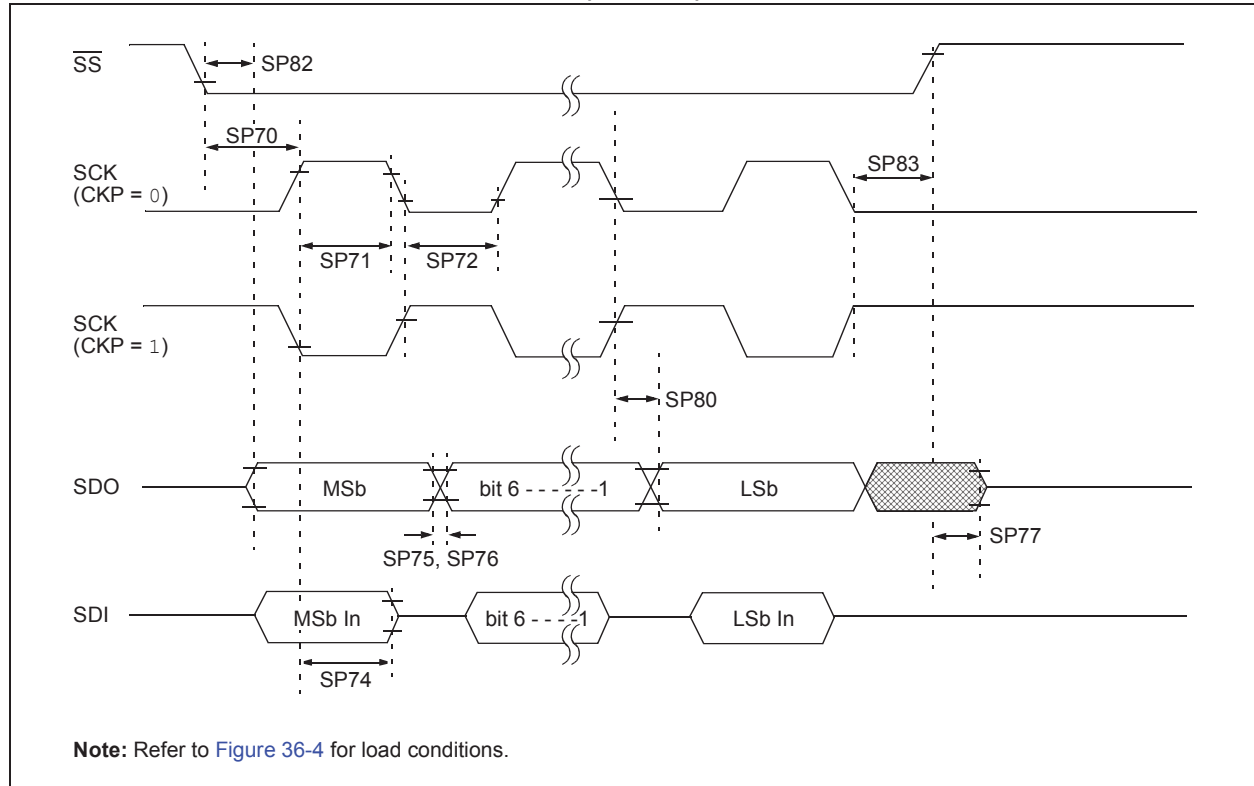 SS
SP82
SP70
SCK
(CKP = 0)
SP83
SP71
SP72
SCK
(CKP = 1)
SP80
SDO
MSb
bit 6 - - - - - -1
LSb
SP75, SP76
SP77
SDI
MSb In
bit 6 - - - -1
LSb In
SP74
Note: Refer to Figure 36-4 for load conditions.